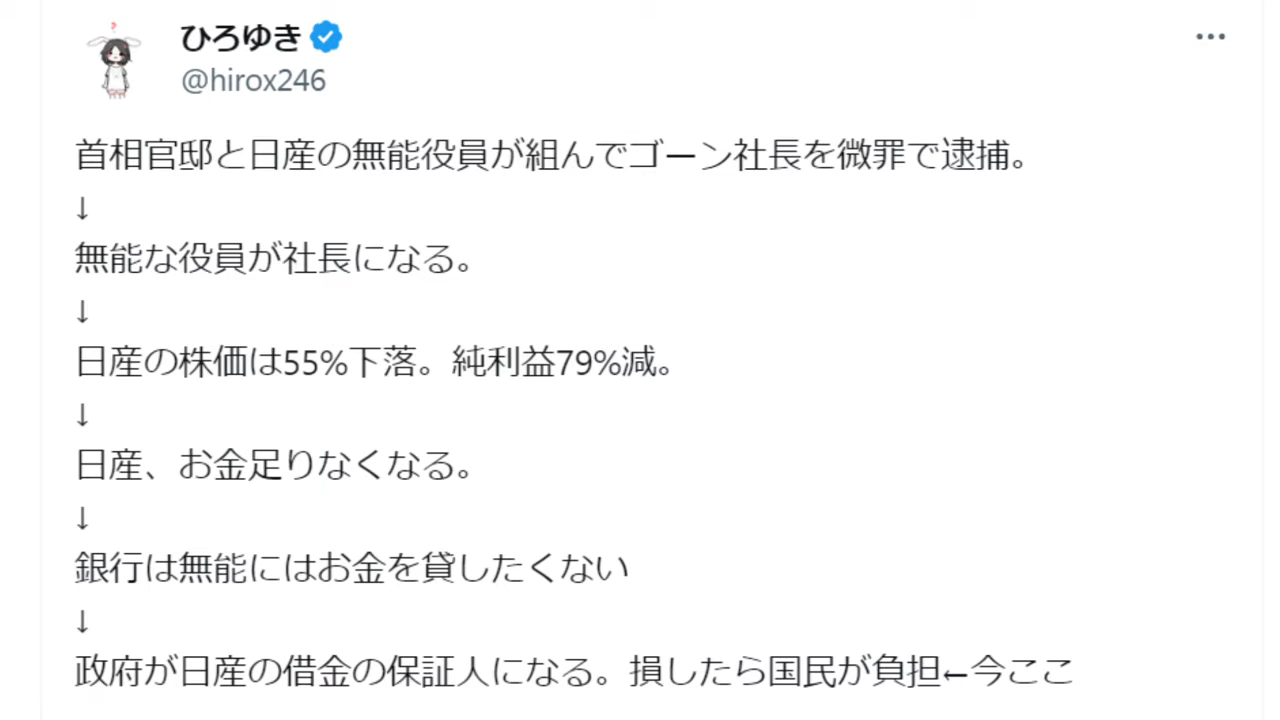 ひろゆき
@hirox246
首相官邸と日産の無能役員が組んでゴーン社長を微罪で逮捕。
↓
無能な役員が社長になる。
↓
日産の株価は55%下落。純利益79%減。
↓
日産、お金足りなくなる。
↓
銀行は無能にはお金を貸したくない
↓
政府が日産の借金の保証人になる。損したら国民が負担←今ここ